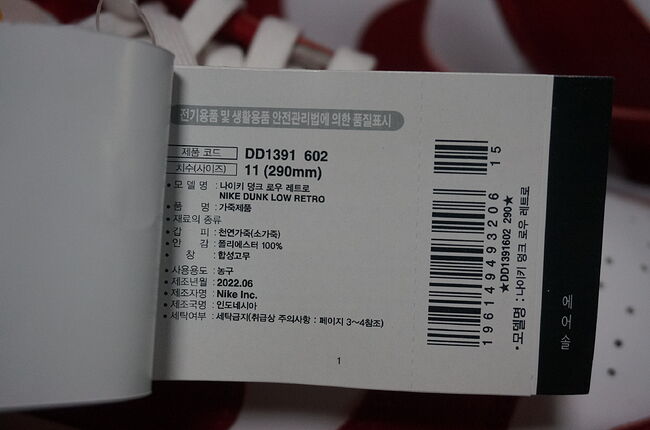 전기용품 및 생활용품 안전관리법에 의한 품질표시
제품 코드 DD1391 602
치수(사이즈) 11 (290mm)
• 모 델 명 : 나이키 덩크 로우 레트로
NIKE DUNK LOW RETRO
• 품 명 : 가죽제품
• 재료의 종류
• 갑 피 : 천연가죽(소가죽)
• 안 감 : 폴리에스터 100%
• 창 : 합성고무
• 사용용도 : 농구
• 제조년월 : 2022.06
• 제조자명 : Nike Inc.
• 제조국명 : 인도네시아
• 세탁여부 : 세탁금지(취급상 주의사항 : 페이지 3~4참조)
1
15
196149493206
★DD1391602 290★
• 모델명 : 나이키 덩크 로우 레트로
에어솔